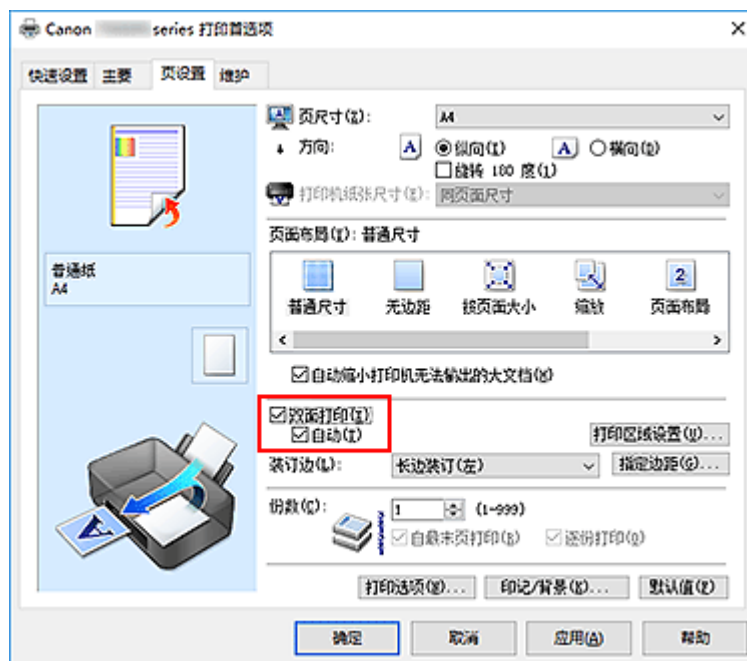 Canon series 打印首选项
快速设置 主要 页设置 维护
页尺寸(Z): A4
方向: A 纵向(T) A 横向(D)
旋转 180 度(1)
打印机纸张尺寸(E): 同页面尺寸
页面布局(Y): 普通尺寸
普通纸
A4
普通尺寸 无边距 按页面大小 缩放 页面布局
2
自动缩小打印机无法输出的大文档(W)
双面打印(X)
自动(I)
打印区域设置(U)...
装订边(L): 长边装订(左) 指定边距(G)...
份数(C): 1 (1-999)
自最末页打印(B) 逐份打印(O)
打印选项(N)... 印记/背景(K)... 默认值(F)
确定 取消 应用(A) 帮助